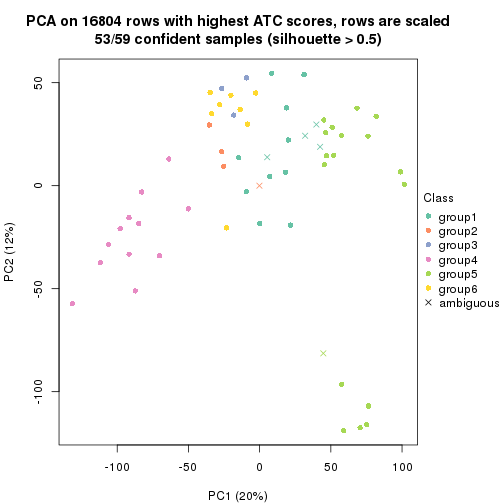 PCA on 16804 rows with highest ATC scores, rows are scaled
53/59 confident samples (silhouette > 0.5)
50
0
-50
-100
PC2 (12%)
-100
-50
0
50
100
PC1 (20%)
Class
group1
group2
group3
group4
group5
group6
ambiguous